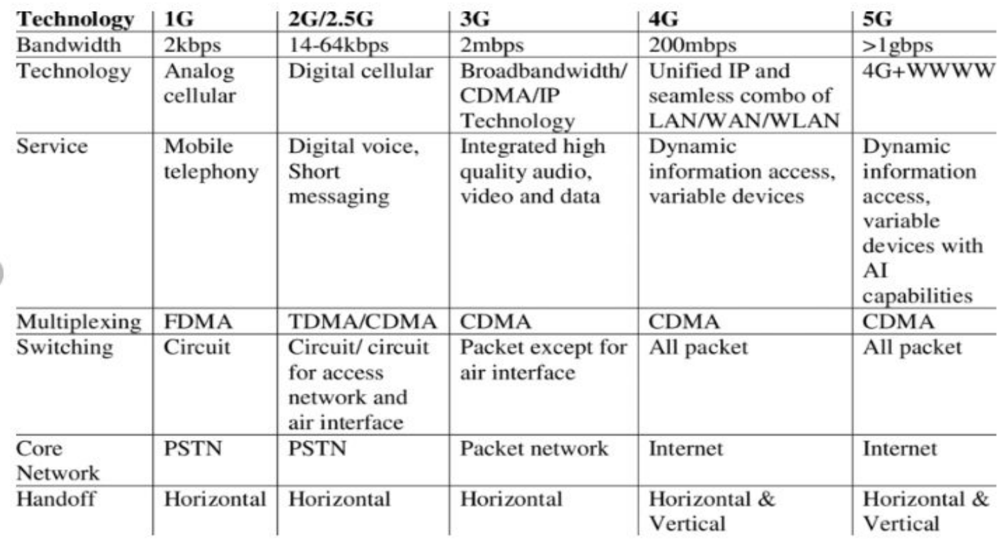 Technology 1G 2G/2.5G 3G 4G 5G
Bandwidth 2kbps 14-64kbps 2mbps 200mbps >1gbps
Technology Analog Digital cellular Broadbandwidth/ Unified IP and 4G+WWWW
cellular CDMA/IP seamless combo of
Technology LAN/WAN/WLAN
Service Mobile Digital voice, Integrated high Dynamic Dynamic
telephony Short quality audio, information access, information
messaging video and data variable devices access,
variable
devices with
AI
capabilities
Multiplexing FDMA TDMA/CDMA CDMA CDMA CDMA
Switching Circuit Circuit/ circuit Packet except for All packet All packet
for access air interface
network and
air interface
Core PSTN PSTN Packet network Internet Internet
Network
Handoff Horizontal Horizontal Horizontal Horizontal & Horizontal &
Vertical Vertical